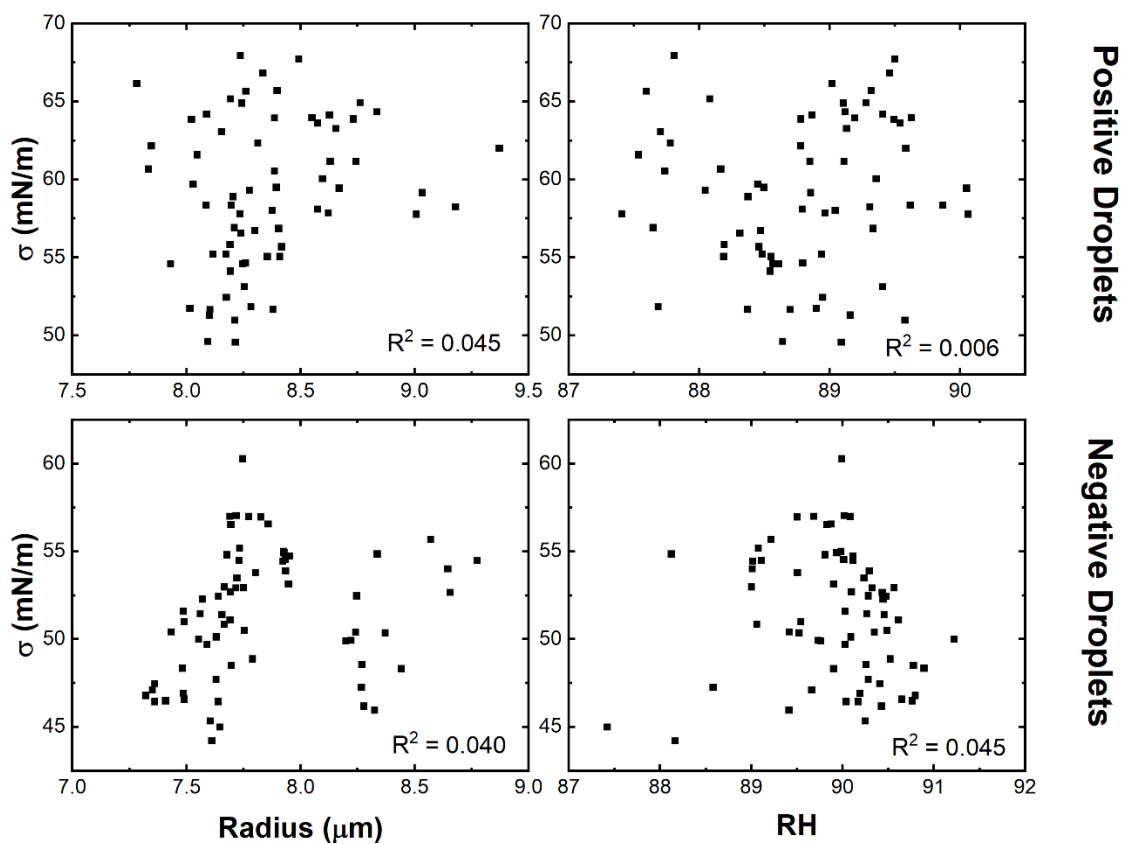 70
65
60
55
50
σ (mN/m)
R² = 0.045
7.5 8.0 8.5 9.0 9.5
R² = 0.006
87 88 89 90
Positive Droplets
60
55
50
45
σ (mN/m)
R² = 0.040
7.0 7.5 8.0 8.5 9.0
Radius (μm)
R² = 0.045
87 88 89 90 91 92
RH
Negative Droplets